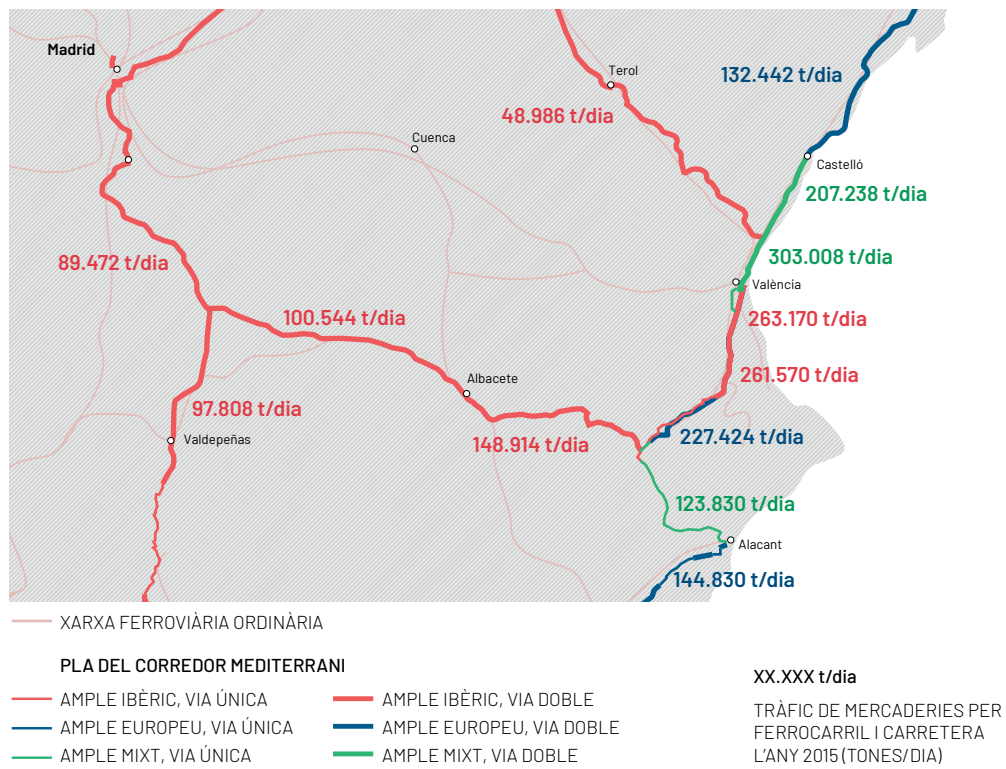 Madrid
Terol
132.442 t/dia
48.986 t/dia
Cuenca
Castelló
207.238 t/dia
303.008 t/dia
89.472 t/dia
València
100.544 t/dia
263.170 t/dia
Albacete
261.570 t/dia
97.808 t/dia
Valdepeñas
148.914 t/dia
227.424 t/dia
123.830 t/dia
Alacant
144.830 t/dia
XARXA FERROVIÀRIA ORDINÀRIA
PLA DEL CORREDOR MEDITERRANI
AMPLE IBÈRIC, VIA ÚNICA
AMPLE EUROPEU, VIA ÚNICA
AMPLE MIXT, VIA ÚNICA
AMPLE IBÈRIC, VIA DOBLE
AMPLE EUROPEU, VIA DOBLE
AMPLE MIXT, VIA DOBLE
XX.XXX t/dia
TRÀFIC DE MERCADERIES PER
FERROCARRIL I CARRETERA
L'ANY 2015 (TONES/DIA)